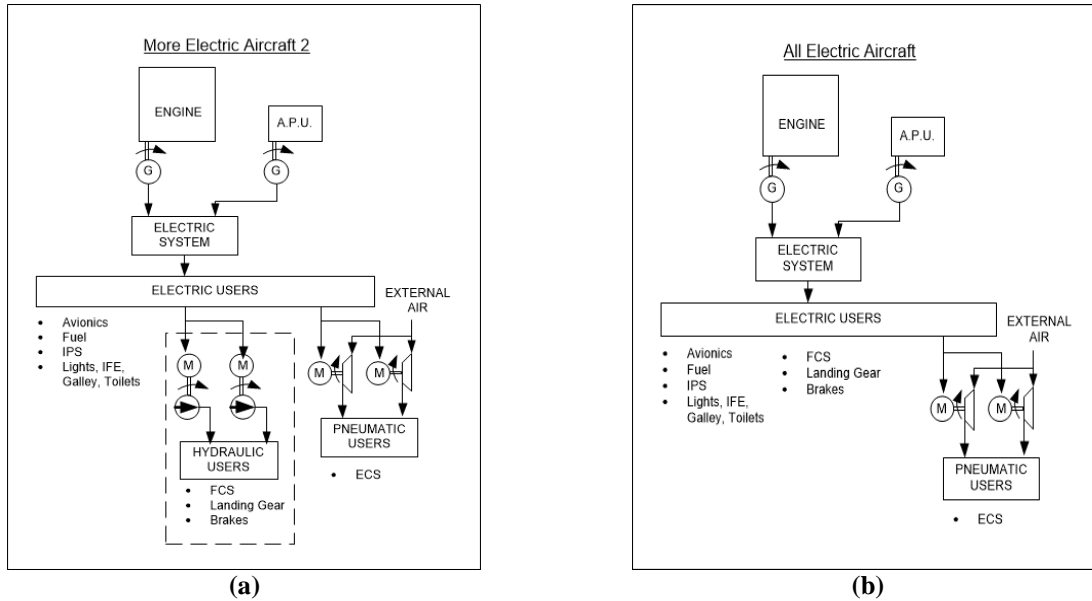 More Electric Aircraft 2
ENGINE
A.P.U.
G
G
ELECTRIC
SYSTEM
ELECTRIC USERS
EXTERNAL
AIR
• Avionics
• Fuel
• IPS
• Lights, IFE,
Galley, Toilets
M
M
M
M
HYDRAULIC
USERS
• FCS
• Landing Gear
• Brakes
PNEUMATIC
USERS
• ECS
(a)
All Electric Aircraft
ENGINE
A.P.U.
G
G
ELECTRIC
SYSTEM
ELECTRIC USERS
EXTERNAL
AIR
• Avionics
• Fuel
• IPS
• Lights, IFE,
Galley, Toilets
• FCS
• Landing Gear
• Brakes
M
M
PNEUMATIC
USERS
• ECS
(b)